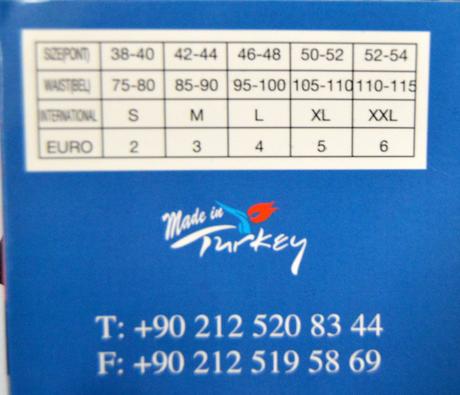 SIZE(PONT) 38-40 42-44 46-48 50-52 52-54
WAIST(BEL) 75-80 85-90 95-100 105-110 110-115
INTERNATIONAL S M L XL XXL
EURO 2 3 4 5 6
Made in
Turkey
T: +90 212 520 83 44
F: +90 212 519 58 69